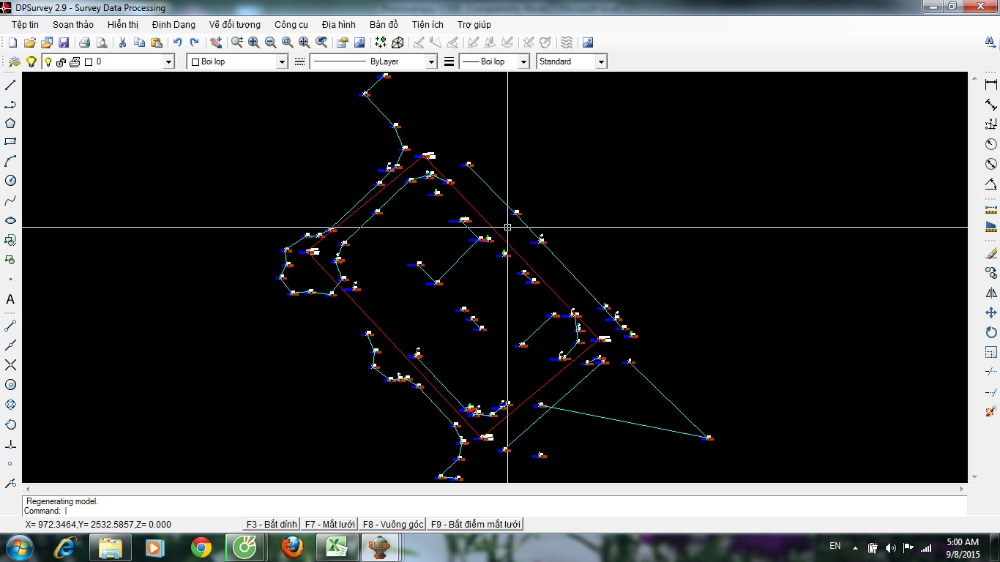 DPSurvey 2.9 - Survey Data Processing
Tệp tin Soạn thảo Hiển thị Định Dạng Vẽ đối tượng Công cụ Địa hình Bản đồ Tiện ích Trợ giúp
0 Boi lop ByLayer Boi lop Standard
A
Regenerating model.
Command:
X= 972.3464,Y= 2532.5857,Z= 0.000 F3 - Bắt dính F7 - Mắt lưới F8 - Vuông góc F9 - Bắt điểm mắt lưới
EN 5:00 AM
9/8/2015